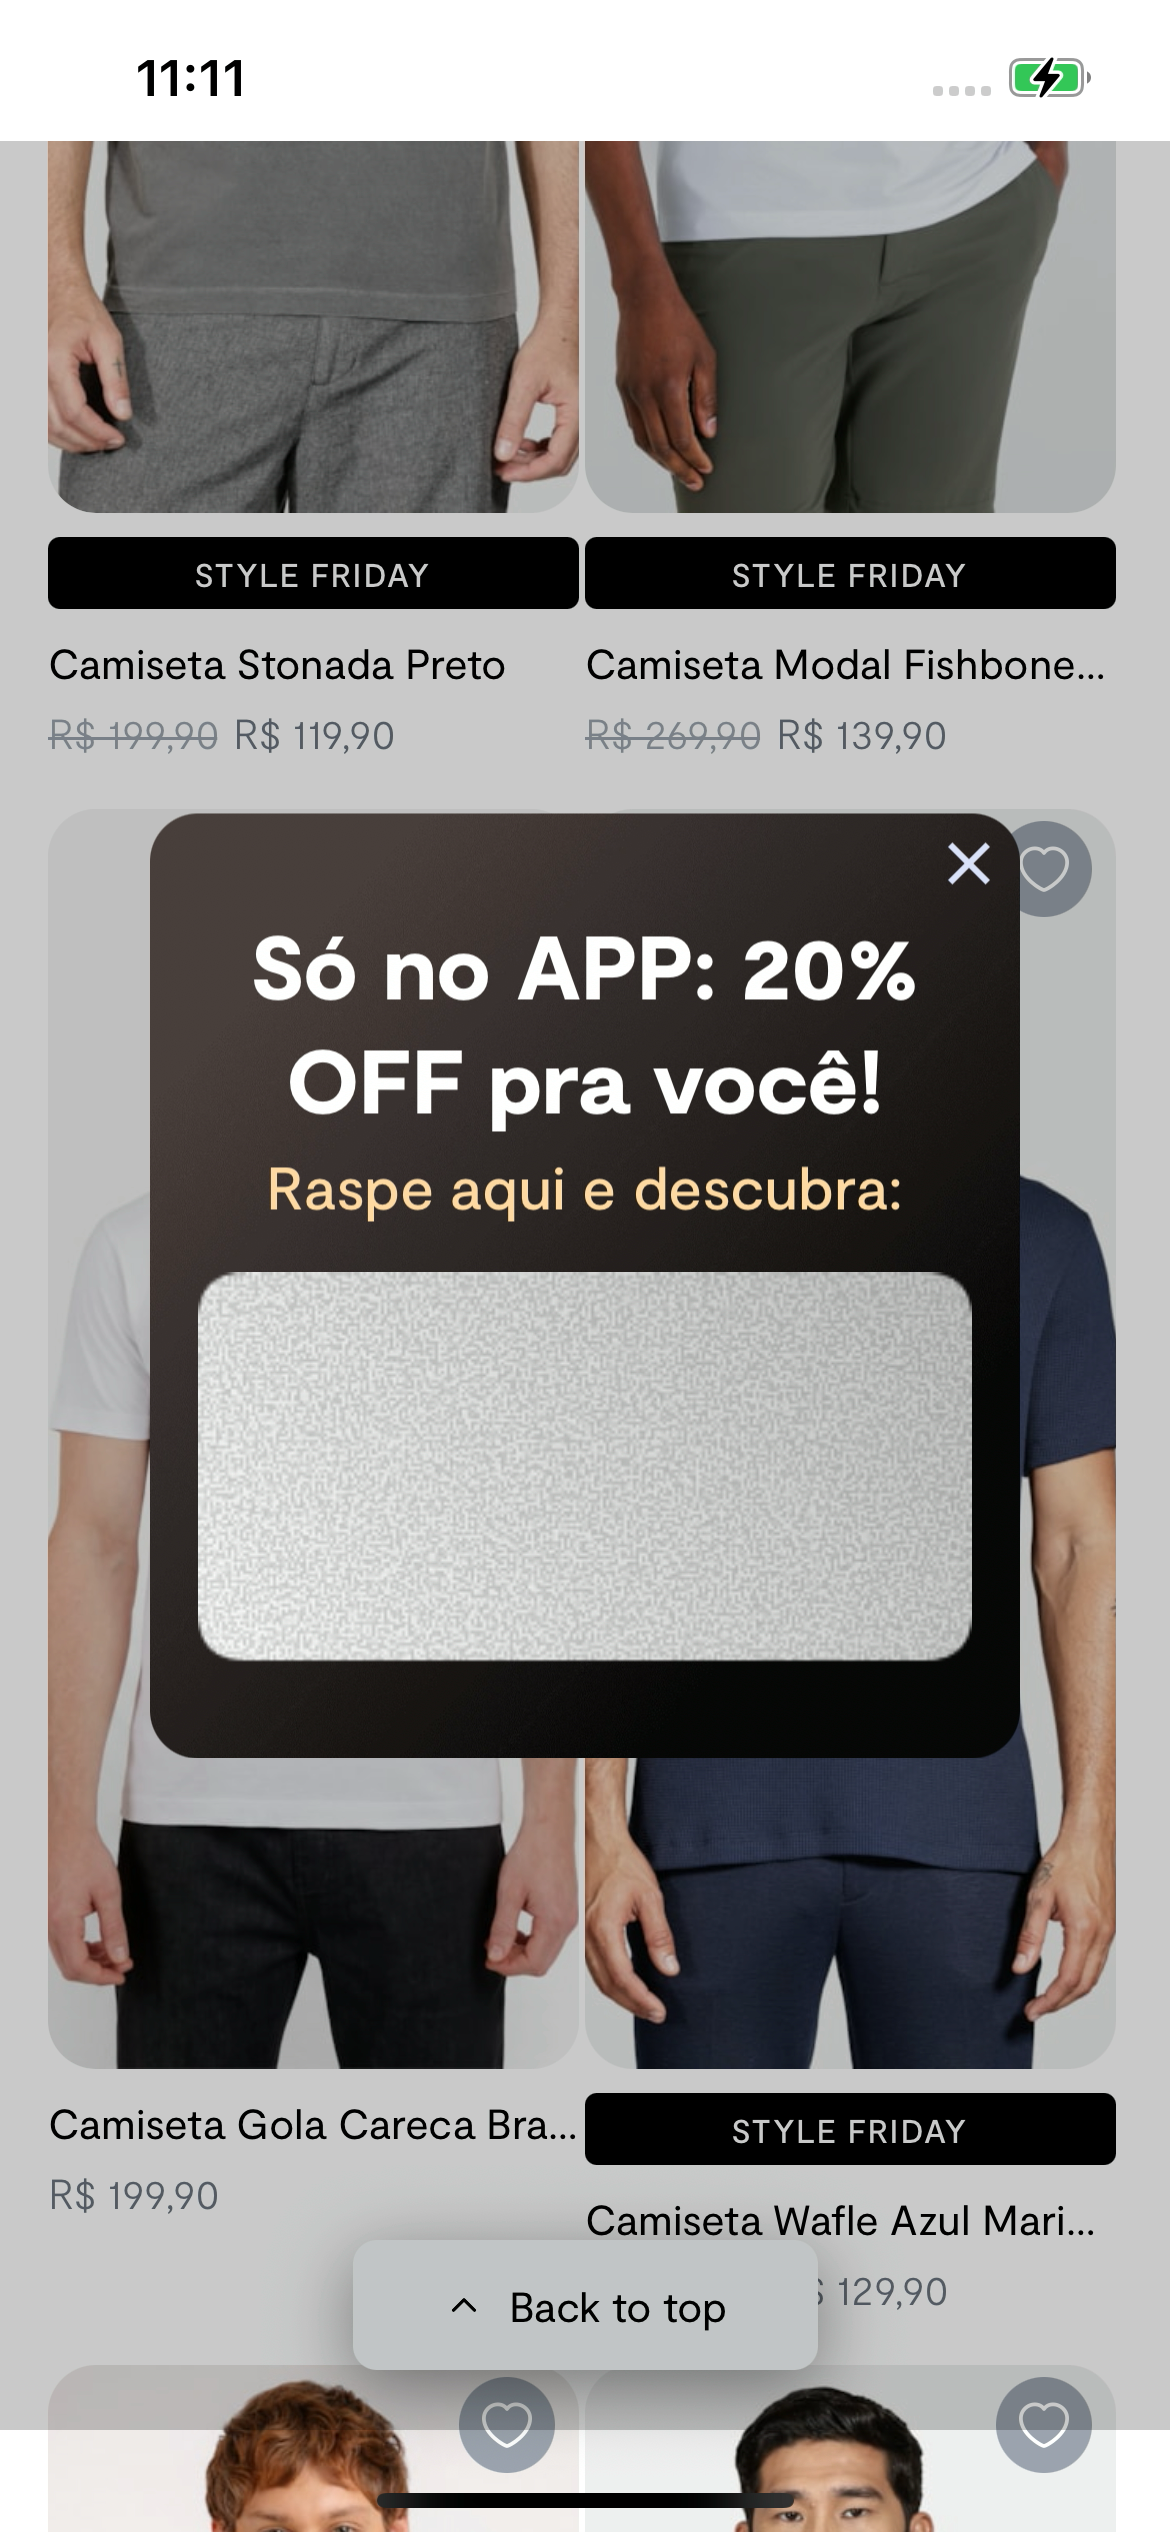 11:11
STYLE FRIDAY
STYLE FRIDAY
Camiseta Stonada Preto
Camiseta Modal Fishbone...
R$ 199,90 R$ 119,90
R$ 269,90 R$ 139,90
Só no APP: 20%
OFF pra você!
Raspe aqui e descubra:
Camiseta Gola Careca Bra...
R$ 199,90
STYLE FRIDAY
Camiseta Wafle Azul Mari...
$ 129,90
Back to top